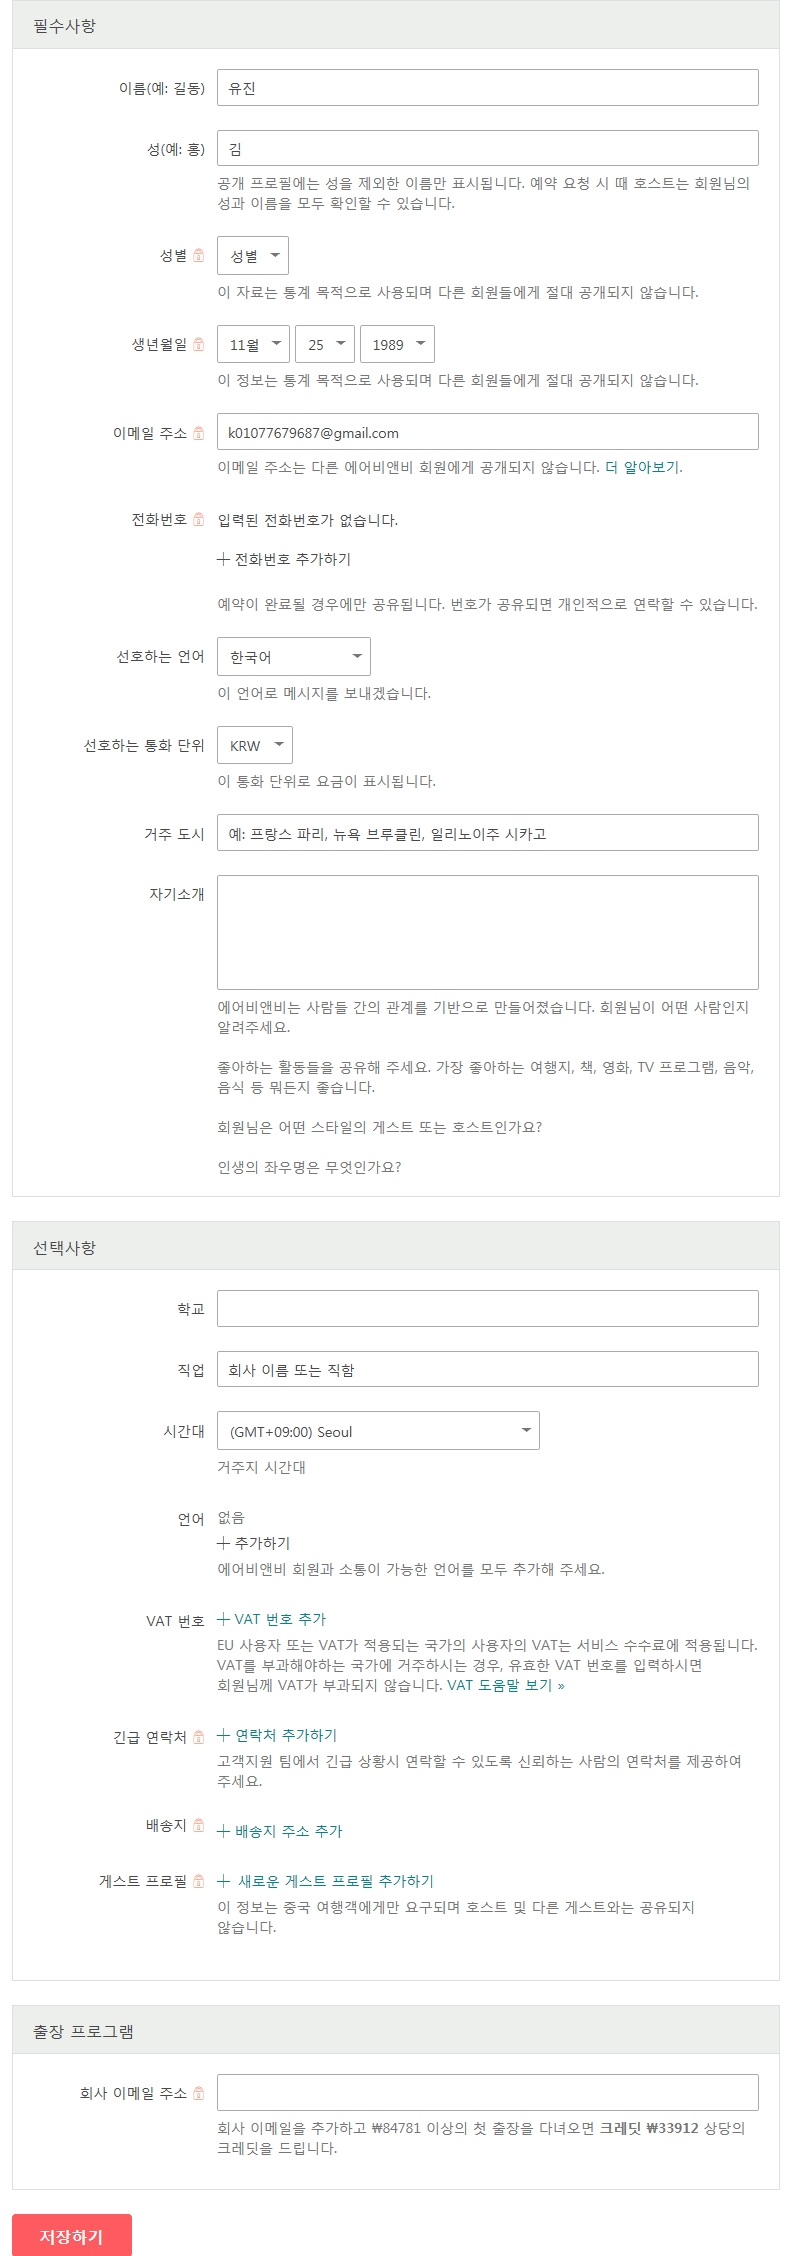 필수사항
이름(예: 길동)
유진
성(예: 홍)
김
공개 프로필에는 성을 제외한 이름만 표시됩니다. 예약 요청 시 때 호스트는 회원님의
성과 이름을 모두 확인할 수 있습니다.
성별
성별
이 자료는 통계 목적으로 사용되며 다른 회원들에게 절대 공개되지 않습니다.
생년월일
11월 25 1989
이 정보는 통계 목적으로 사용되며 다른 회원들에게 절대 공개되지 않습니다.
이메일 주소
k01077679687@gmail.com
이메일 주소는 다른 에어비앤비 회원에게 공개되지 않습니다. 더 알아보기.
전화번호
입력된 전화번호가 없습니다.
+ 전화번호 추가하기
예약이 완료될 경우에만 공유됩니다. 번호가 공유되면 개인적으로 연락할 수 있습니다.
선호하는 언어
한국어
이 언어로 메시지를 보내겠습니다.
선호하는 통화 단위
KRW
이 통화 단위로 요금이 표시됩니다.
거주 도시
예: 프랑스 파리, 뉴욕 브루클린, 일리노이주 시카고
자기소개
에어비앤비는 사람들 간의 관계를 기반으로 만들어졌습니다. 회원님이 어떤 사람인지
알려주세요.
좋아하는 활동들을 공유해 주세요. 가장 좋아하는 여행지, 책, 영화, TV 프로그램, 음악,
음식 등 뭐든지 좋습니다.
회원님은 어떤 스타일의 게스트 또는 호스트인가요?
인생의 좌우명은 무엇인가요?
선택사항
학교
직업
회사 이름 또는 직함
시간대
(GMT+09:00) Seoul
거주지 시간대
언어
없음
+ 추가하기
에어비앤비 회원과 소통이 가능한 언어를 모두 추가해 주세요.
VAT 번호
+ VAT 번호 추가
EU 사용자 또는 VAT가 적용되는 국가의 사용자의 VAT는 서비스 수수료에 적용됩니다.
VAT를 부과해야하는 국가에 거주하시는 경우, 유효한 VAT 번호를 입력하시면
회원님께 VAT가 부과되지 않습니다. VAT 도움말 보기 »
긴급 연락처
+ 연락처 추가하기
고객지원 팀에서 긴급 상황시 연락할 수 있도록 신뢰하는 사람의 연락처를 제공하여
주세요.
배송지
+ 배송지 주소 추가
게스트 프로필
+ 새로운 게스트 프로필 추가하기
이 정보는 중국 여행객에게만 요구되며 호스트 및 다른 게스트와는 공유되지
않습니다.
출장 프로그램
회사 이메일 주소
회사 이메일을 추가하고 ₩84781 이상의 첫 출장을 다녀오면 크레딧 ₩33912 상당의
크레딧을 드립니다.
저장하기